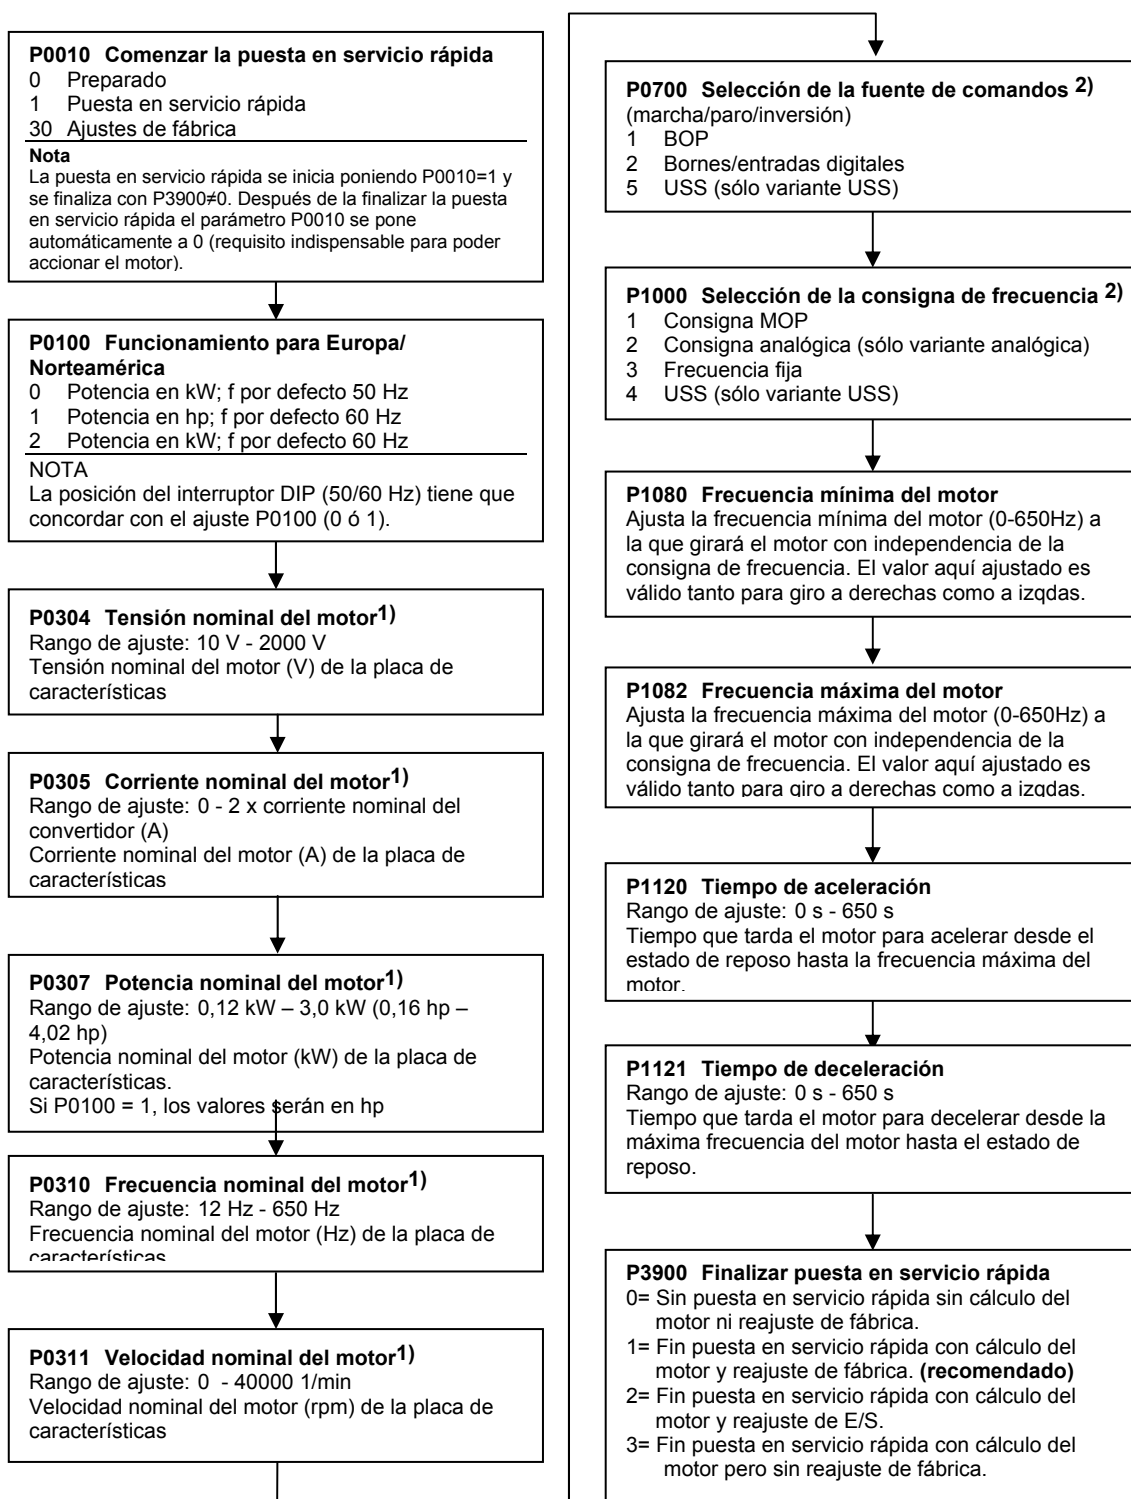 P0010 Comenzar la puesta en servicio rápida
0 Preparado
1 Puesta en servicio rápida
30 Ajustes de fábrica
Nota
La puesta en servicio rápida se inicia poniendo P0010=1 y
se finaliza con P3900≠0. Después de la finalizar la puesta
en servicio rápida el parámetro P0010 se pone
automáticamente a 0 (requisito indispensable para poder
accionar el motor).
P0100 Funcionamiento para Europa/
Norteamérica
0 Potencia en kW; f por defecto 50 Hz
1 Potencia en hp; f por defecto 60 Hz
2 Potencia en kW; f por defecto 60 Hz
NOTA
La posición del interruptor DIP (50/60 Hz) tiene que
concordar con el ajuste P0100 (0 ó 1).
P0304 Tensión nominal del motor1)
Rango de ajuste: 10 V - 2000 V
Tensión nominal del motor (V) de la placa de
características
P0305 Corriente nominal del motor1)
Rango de ajuste: 0 - 2 x corriente nominal del
convertidor (A)
Corriente nominal del motor (A) de la placa de
características
P0307 Potencia nominal del motor1)
Rango de ajuste: 0,12 kW – 3,0 kW (0,16 hp –
4,02 hp)
Potencia nominal del motor (kW) de la placa de
características.
Si P0100 = 1, los valores serán en hp
P0310 Frecuencia nominal del motor1)
Rango de ajuste: 12 Hz - 650 Hz
Frecuencia nominal del motor (Hz) de la placa de
características
P0311 Velocidad nominal del motor1)
Rango de ajuste: 0 - 40000 1/min
Velocidad nominal del motor (rpm) de la placa de
características
P0700 Selección de la fuente de comandos 2)
(marcha/paro/inversión)
1 BOP
2 Bornes/entradas digitales
5 USS (sólo variante USS)
P1000 Selección de la consigna de frecuencia 2)
1 Consigna MOP
2 Consigna analógica (sólo variante analógica)
3 Frecuencia fija
4 USS (sólo variante USS)
P1080 Frecuencia mínima del motor
Ajusta la frecuencia mínima del motor (0-650Hz) a
la que girará el motor con independencia de la
consigna de frecuencia. El valor aquí ajustado es
válido tanto para giro a derechas como a izqdas.
P1082 Frecuencia máxima del motor
Ajusta la frecuencia máxima del motor (0-650Hz) a
la que girará el motor con independencia de la
consigna de frecuencia. El valor aquí ajustado es
válido tanto para giro a derechas como a izqdas.
P1120 Tiempo de aceleración
Rango de ajuste: 0 s - 650 s
Tiempo que tarda el motor para acelerar desde el
estado de reposo hasta la frecuencia máxima del
motor.
P1121 Tiempo de deceleración
Rango de ajuste: 0 s - 650 s
Tiempo que tarda el motor para decelerar desde la
máxima frecuencia del motor hasta el estado de
reposo.
P3900 Finalizar puesta en servicio rápida
0= Sin puesta en servicio rápida sin cálculo del
motor ni reajuste de fábrica.
1= Fin puesta en servicio rápida con cálculo del
motor y reajuste de fábrica. (recomendado)
2= Fin puesta en servicio rápida con cálculo del
motor y reajuste de E/S.
3= Fin puesta en servicio rápida con cálculo del
motor pero sin reajuste de fábrica.